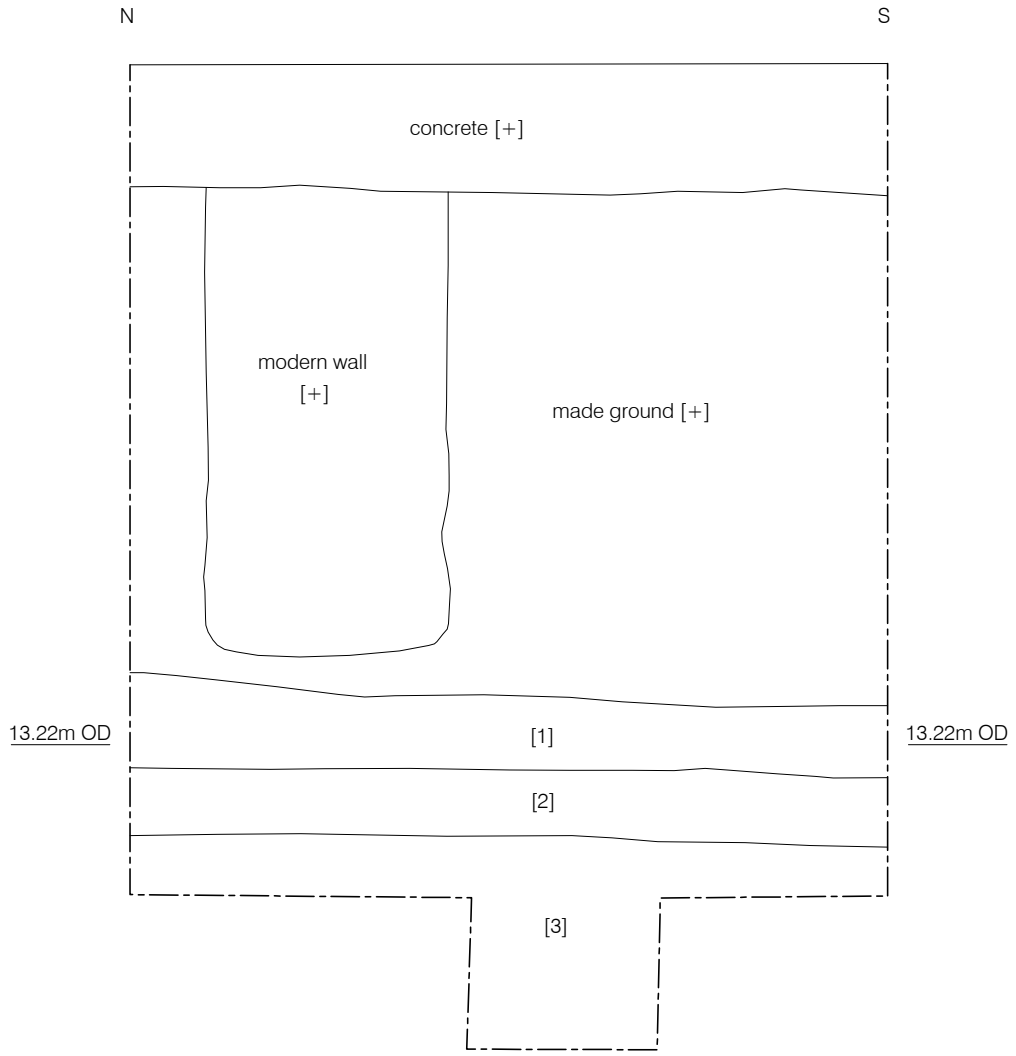 N
S
concrete [+]
modern wall
[+]
made ground [+]
13.22m OD
13.22m OD
[1]
[2]
[3]